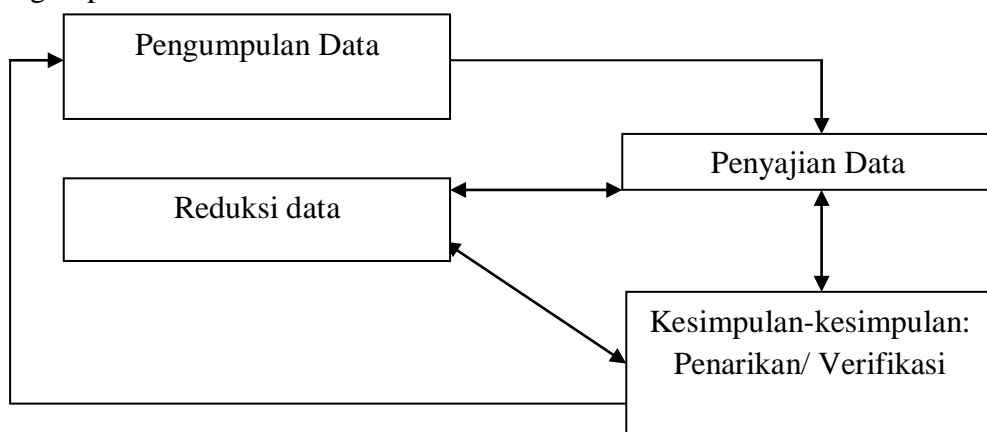 Pengumpulan Data
Penyajian Data
Reduksi data
Kesimpulan-kesimpulan:
Penarikan/ Verifikasi